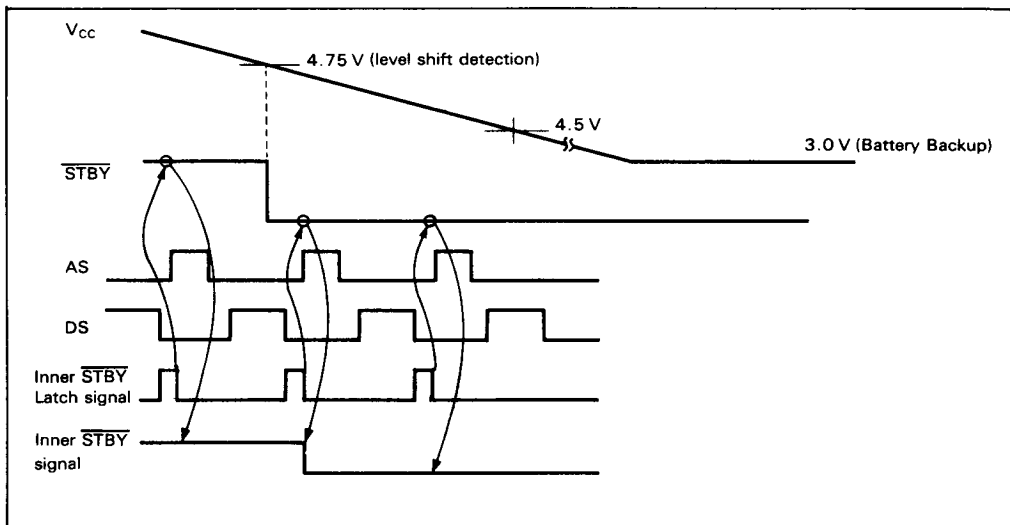 VCC
4.75 V (level shift detection)
4.5 V
3.0 V (Battery Backup)
STBY
AS
DS
Inner STBY
Latch signal
Inner STBY
signal